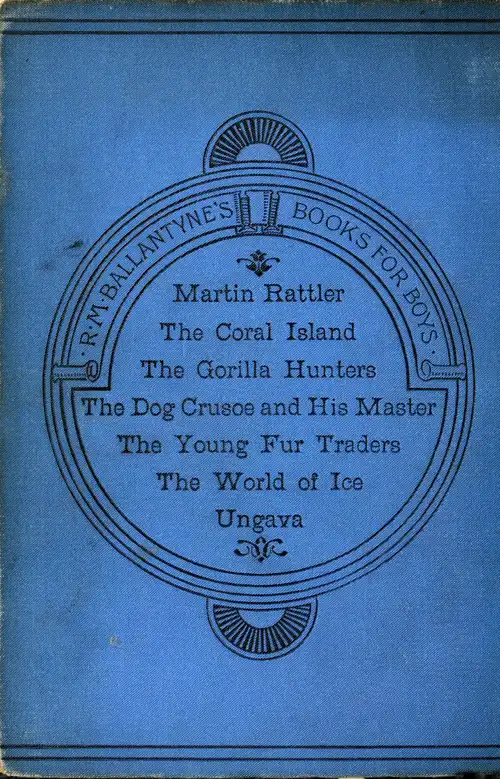 R·M·BALLANTYNE'S BOOKS FOR BOYS·
Martin Rattler
The Coral Island
The Gorilla Hunters
The Dog Crusoe and His Master
The Young Fur Traders
The World of Ice
Ungava